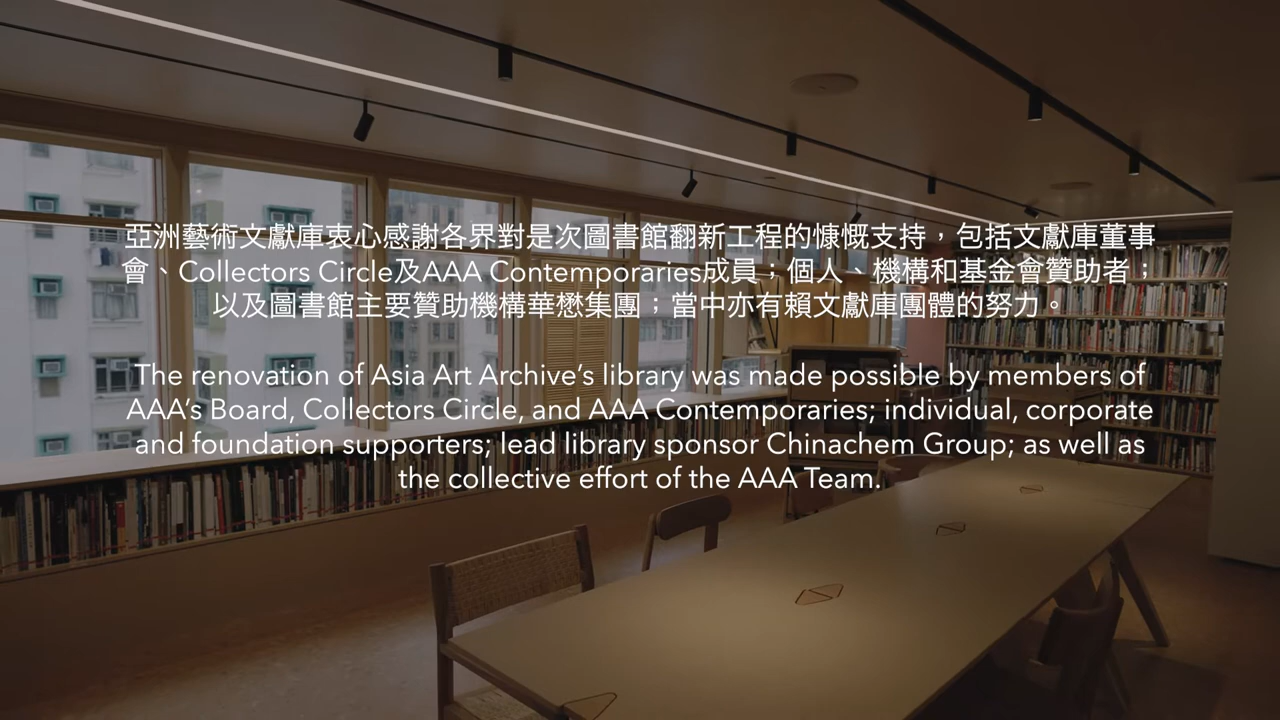 亞洲藝術文獻庫衷心感謝各界對是次圖書館翻新工程的慷慨支持，包括文獻庫董事
會、Collectors Circle及AAA Contemporaries成員；個人、機構和基金會贊助者；
以及圖書館主要贊助機構華懋集團；當中亦有賴文獻庫團體的努力。
The renovation of Asia Art Archive’s library was made possible by members of
AAA’s Board, Collectors Circle, and AAA Contemporaries; individual, corporate
and foundation supporters; lead library sponsor Chinachem Group; as well as
the collective effort of the AAA Team.